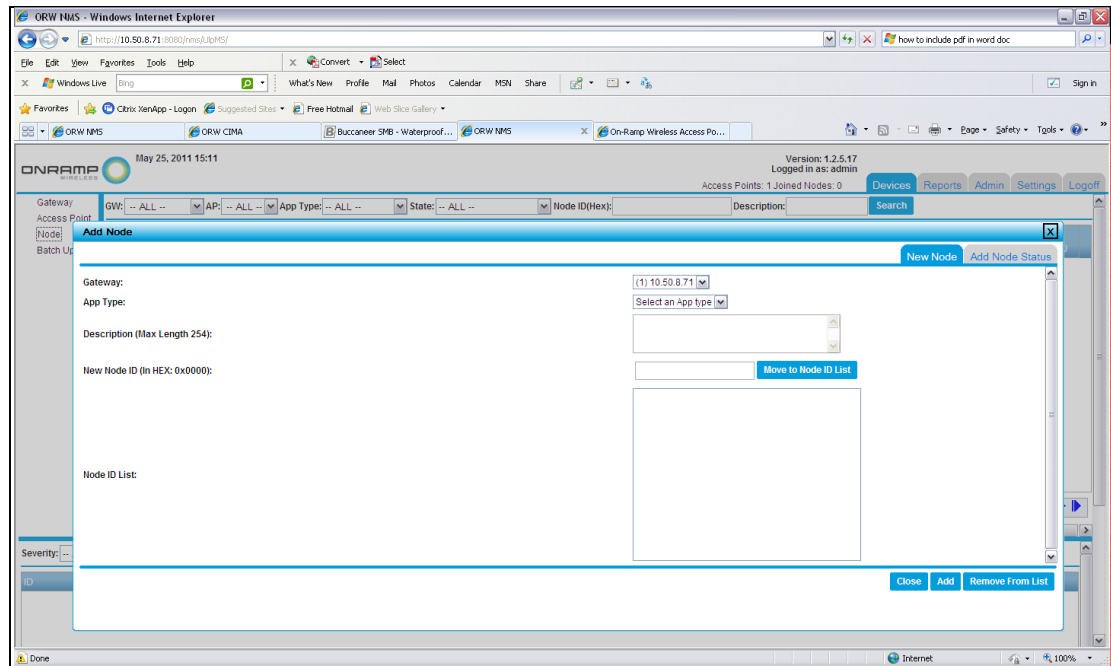 ORW NMS - Windows Internet Explorer
http://10.50.8.71:8080/nms/UlpMS/
how to include pdf in word doc
File Edit View Favorites Tools Help
x Convert Select
x Windows Live Bing What's New Profile Mail Photos Calendar MSN Share Sign in
Favorites Citrix XenApp - Logon Suggested Sites Free Hotmail Web Slice Gallery
ORW NMS ORW CIMA Buccaneer SMB - Waterproof... ORW NMS x On-Ramp Wireless Access Po... Page Safety Tools »
ONRAMP WIRELESS
May 25, 2011 15:11
Version: 1.2.5.17
Logged in as: admin
Access Points: 1 Joined Nodes: 0
Devices Reports Admin Settings Logoff
Gateway
Access Point
Node
Batch Up
GW: -- ALL -- AP: -- ALL -- App Type: -- ALL -- State: -- ALL -- Node ID(Hex): Description: Search
Add Node X
New Node Add Node Status
Gateway: (1) 10.50.8.71
App Type: Select an App type
Description (Max Length 254):
New Node ID (In HEX: 0x0000): Move to Node ID List
Node ID List:
Severity: --
ID
Close Add Remove From List
Done Internet 100%